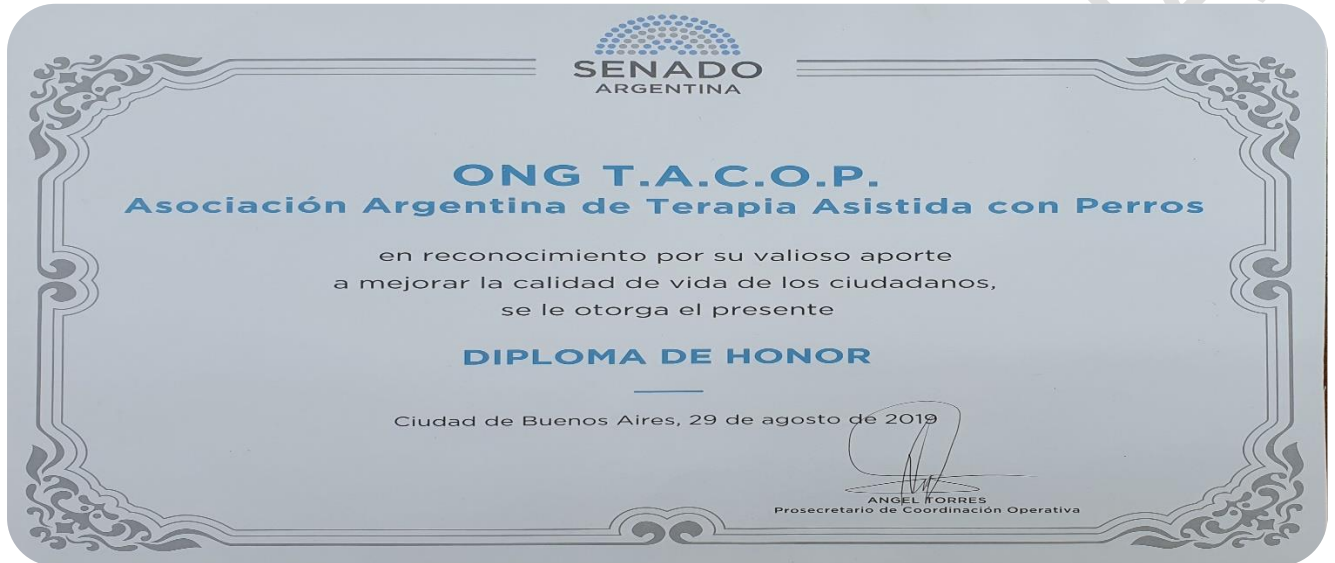 SENADO
ARGENTINA
ONG T.A.C.O.P.
Asociación Argentina de Terapia Asistida con Perros
en reconocimiento por su valioso aporte
a mejorar la calidad de vida de los ciudadanos,
se le otorga el presente
DIPLOMA DE HONOR
Ciudad de Buenos Aires, 29 de agosto de 2019
ANGEL TORRES
Prosecretario de Coordinación Operativa